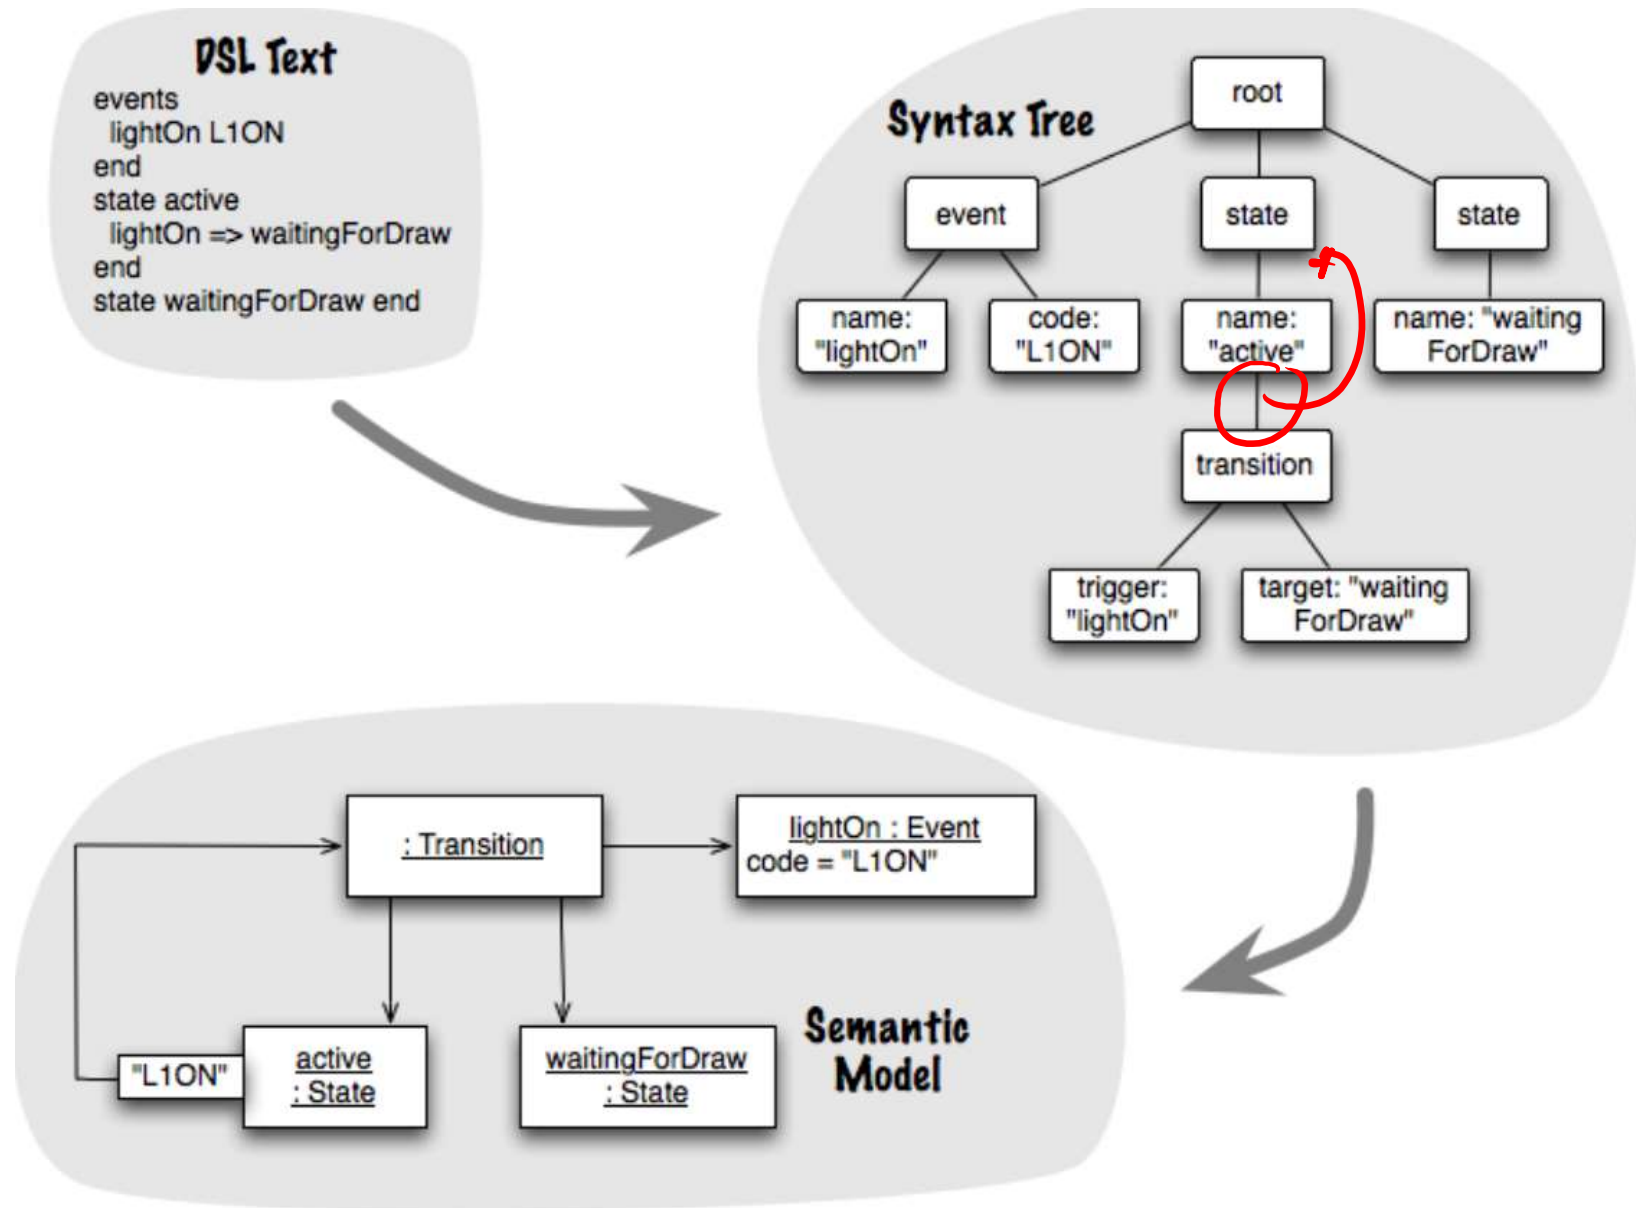 DSL Text
events
lightOn L1ON
end
state active
lightOn => waitingForDraw
end
state waitingForDraw end
Syntax Tree
root
event
state
state
name:
"lightOn"
code:
"L1ON"
name:
"active"
name: "waiting
ForDraw"
transition
trigger:
"lightOn"
target: "waiting
ForDraw"
: Transition
lightOn : Event
code = "L1ON"
"L1ON"
active
: State
waitingForDraw
: State
Semantic
Model